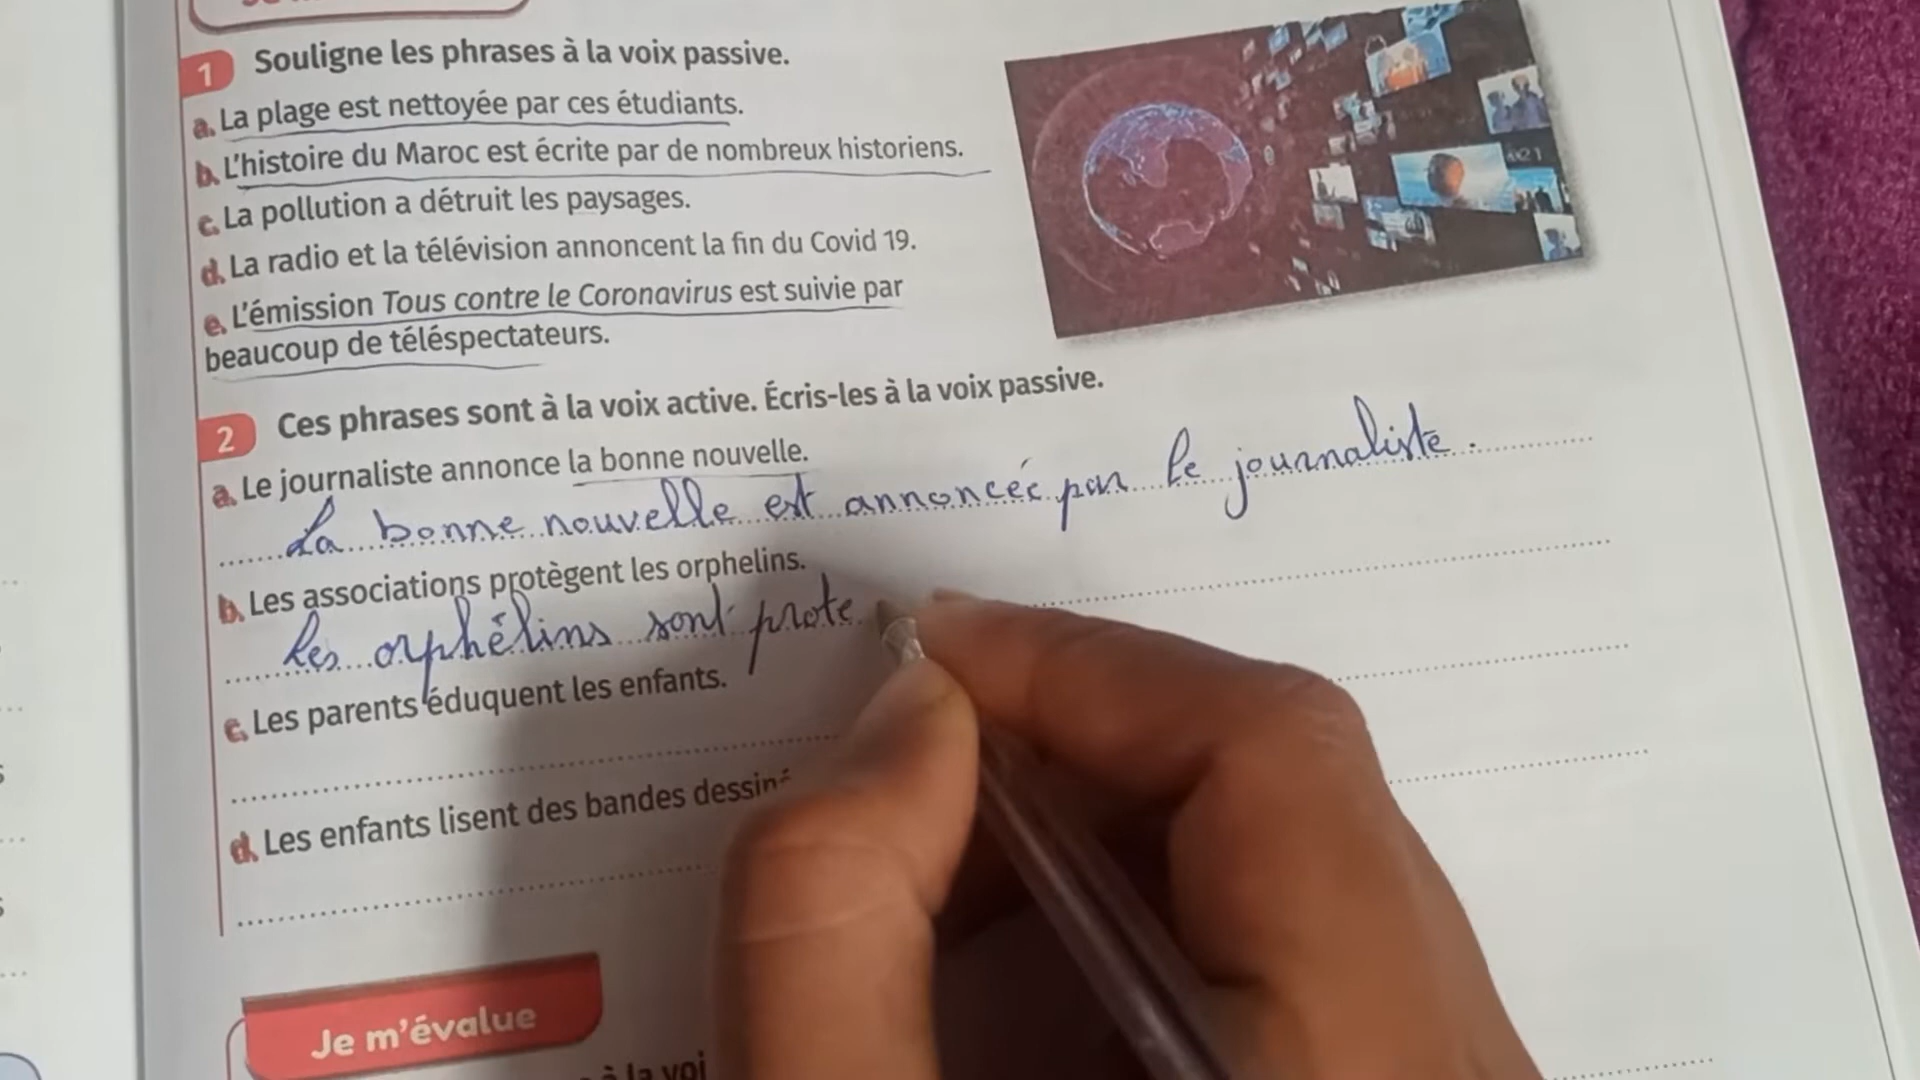 1 Souligne les phrases à la voix passive.
a. La plage est nettoyée par ces étudiants.
b. L'histoire du Maroc est écrite par de nombreux historiens.
c. La pollution a détruit les paysages.
d. La radio et la télévision annoncent la fin du Covid 19.
e. L'émission Tous contre le Coronavirus est suivie par
beaucoup de téléspectateurs.
2 Ces phrases sont à la voix active. Écris-les à la voix passive.
a. Le journaliste annonce la bonne nouvelle.
La bonne nouvelle est annoncée par le journaliste.
b. Les associations protègent les orphelins.
Les orphélins sont prote
c. Les parents éduquent les enfants.
d. Les enfants lisent des bandes
Je m'évalue
à la voi